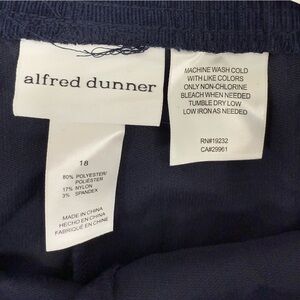 alfred dunner
18
80% POLYESTER/
POLIÉSTER
17% NYLON
3% SPANDEX
MADE IN CHINA
HECHO EN CHINA
FABRIQUÉ EN CHINE
MACHINE WASH COLD
WITH LIKE COLORS
ONLY NON-CHLORINE
BLEACH WHEN NEEDED
TUMBLE DRY LOW
LOW IRON AS NEEDED
RN#19232
CA#29961